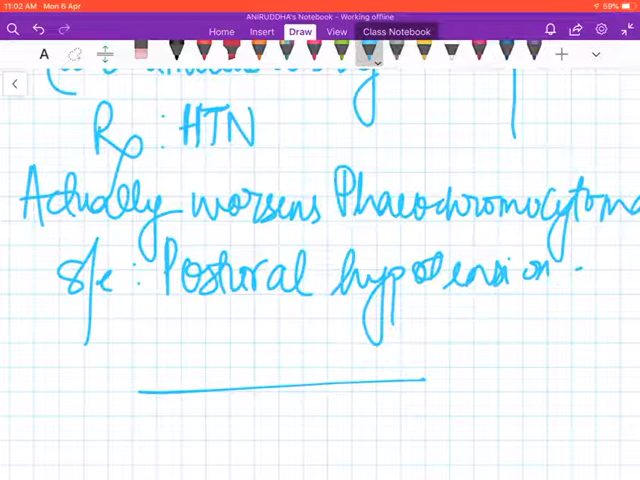 11:02 AM Mon 6 Apr
59%
ANIRUDDHA's Notebook - Working offline
Home Insert Draw View Class Notebook
A
Rx : HTN
Actually worsens Phaeochromocytoma
S/e : Postural hypotension.